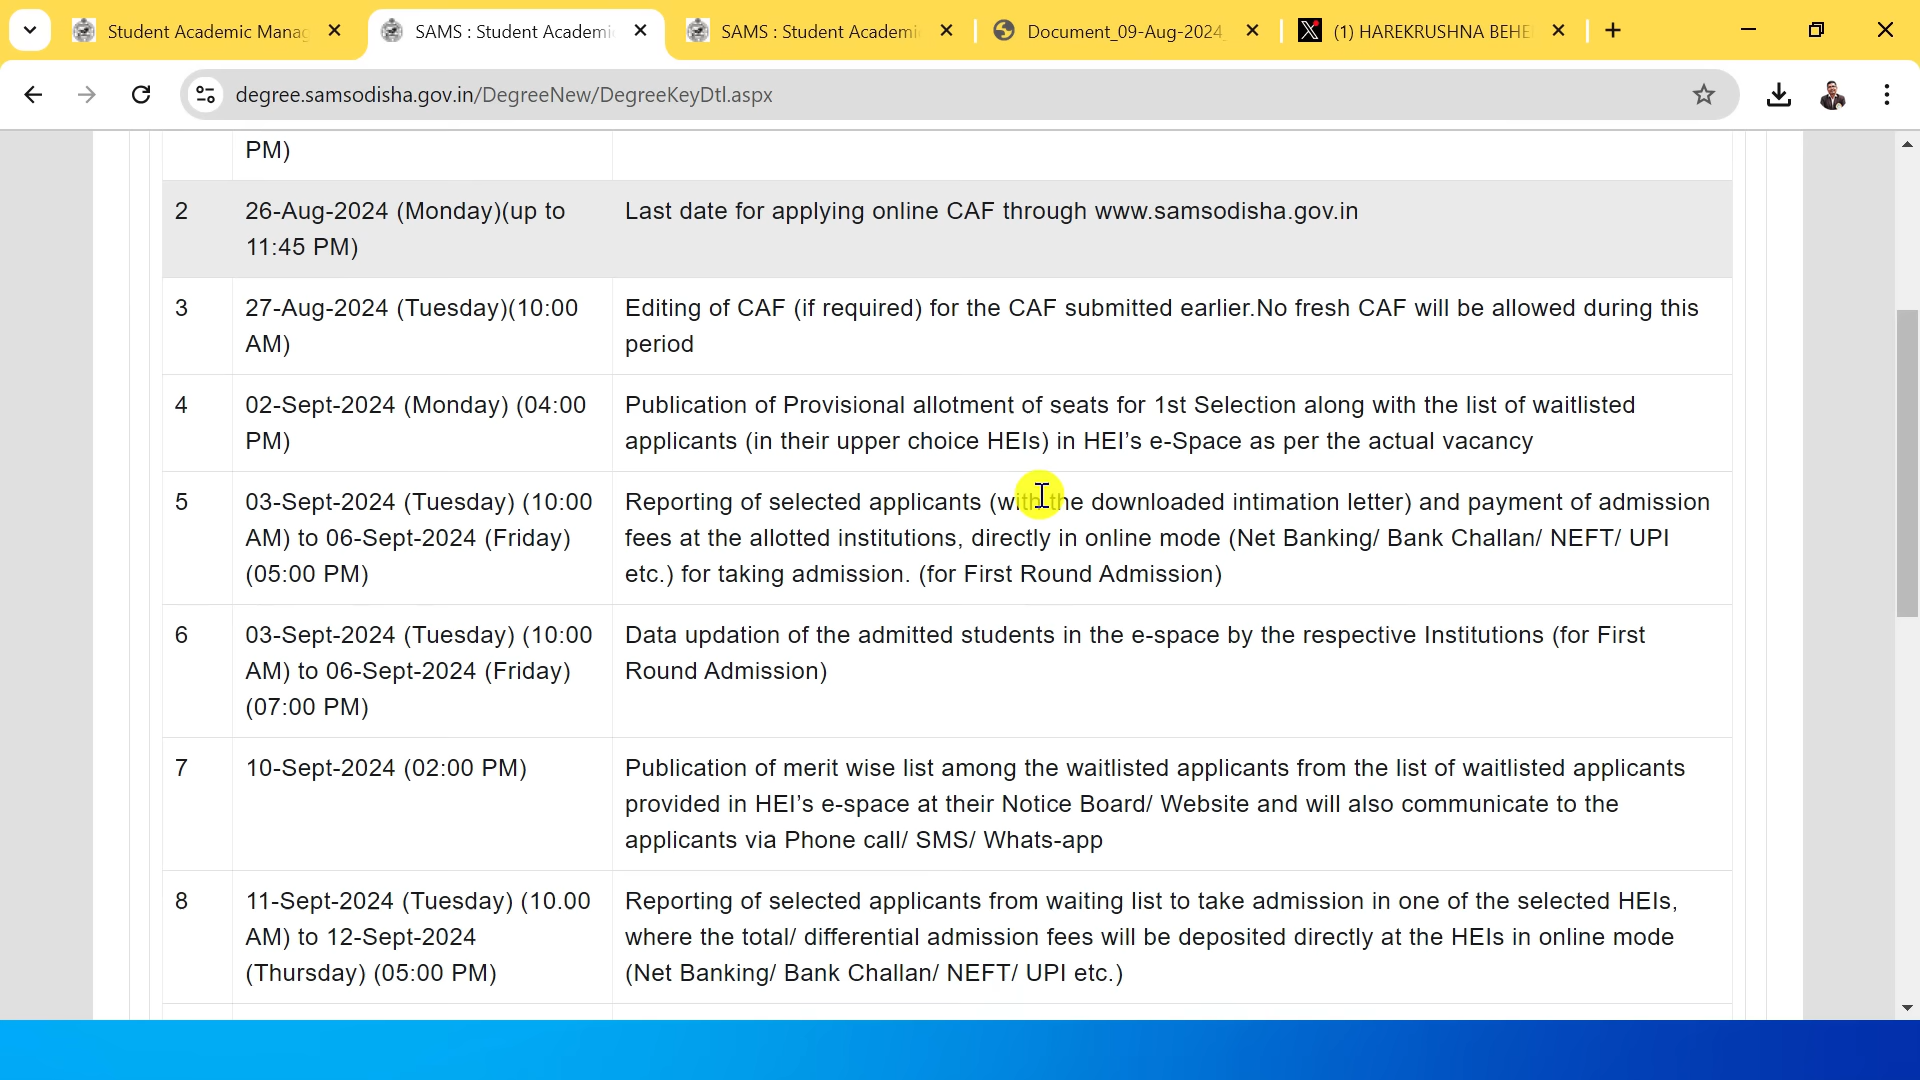 Student Academic Manag
SAMS : Student Academi
SAMS : Student Academi
Document_09-Aug-2024_
(1) HAREKRUSHNA BEHE
degree.samsodisha.gov.in/DegreeNew/DegreeKeyDtl.aspx
PM)
2
26-Aug-2024 (Monday)(up to
11:45 PM)
Last date for applying online CAF through www.samsodisha.gov.in
3
27-Aug-2024 (Tuesday)(10:00
AM)
Editing of CAF (if required) for the CAF submitted earlier.No fresh CAF will be allowed during this
period
4
02-Sept-2024 (Monday) (04:00
PM)
Publication of Provisional allotment of seats for 1st Selection along with the list of waitlisted
applicants (in their upper choice HEIs) in HEI’s e-Space as per the actual vacancy
5
03-Sept-2024 (Tuesday) (10:00
AM) to 06-Sept-2024 (Friday)
(05:00 PM)
Reporting of selected applicants (with the downloaded intimation letter) and payment of admission
fees at the allotted institutions, directly in online mode (Net Banking/ Bank Challan/ NEFT/ UPI
etc.) for taking admission. (for First Round Admission)
6
03-Sept-2024 (Tuesday) (10:00
AM) to 06-Sept-2024 (Friday)
(07:00 PM)
Data updation of the admitted students in the e-space by the respective Institutions (for First
Round Admission)
7
10-Sept-2024 (02:00 PM)
Publication of merit wise list among the waitlisted applicants from the list of waitlisted applicants
provided in HEI’s e-space at their Notice Board/ Website and will also communicate to the
applicants via Phone call/ SMS/ Whats-app
8
11-Sept-2024 (Tuesday) (10.00
AM) to 12-Sept-2024
(Thursday) (05:00 PM)
Reporting of selected applicants from waiting list to take admission in one of the selected HEIs,
where the total/ differential admission fees will be deposited directly at the HEIs in online mode
(Net Banking/ Bank Challan/ NEFT/ UPI etc.)